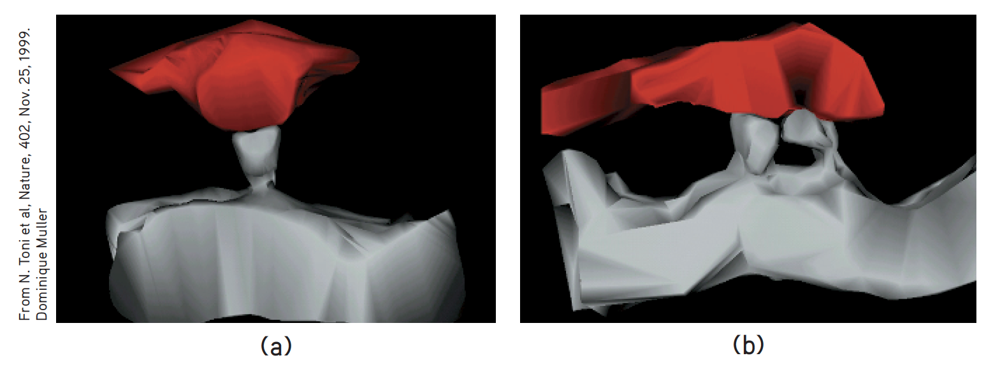 From N. Toni et al, Nature, 402, Nov. 25, 1999.
Dominique Muller
(a)
(b)